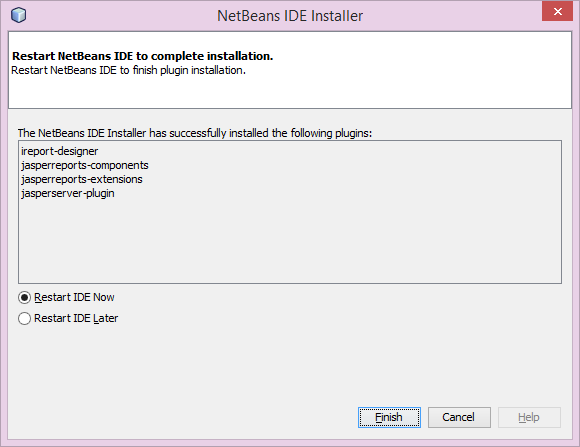 NetBeans IDE Installer
Restart NetBeans IDE to complete installation.
Restart NetBeans IDE to finish plugin installation.
The NetBeans IDE Installer has successfully installed the following plugins:
ireport-designer
jasperreports-components
jasperreports-extensions
jasperserver-plugin
Restart IDE Now
Restart IDE Later
Finish Cancel Help